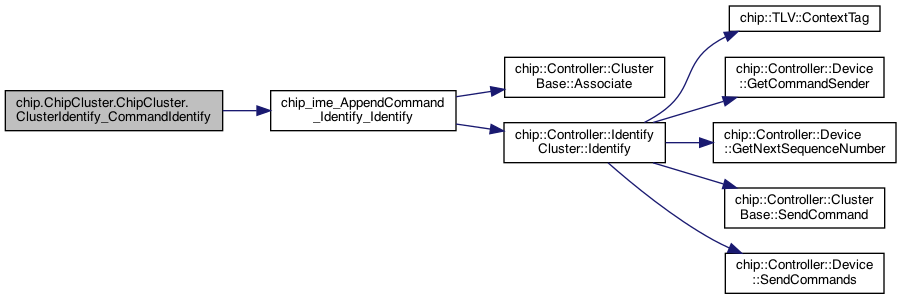 chip.ChipCluster.ChipCluster.
ClusterIdentify_CommandIdentify
chip_ime_AppendCommand
_Identify_Identify
chip::Controller::Cluster
Base::Associate
chip::Controller::Identify
Cluster::Identify
chip::TLV::ContextTag
chip::Controller::Device
::GetCommandSender
chip::Controller::Device
::GetNextSequenceNumber
chip::Controller::Cluster
Base::SendCommand
chip::Controller::Device
::SendCommands